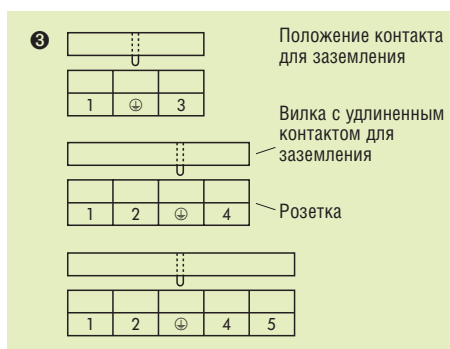 ❸
Положение контакта
для заземления
1 ⏚ 3
Вилка с удлиненным
контактом для
заземления
1 2 ⏚ 4
Розетка
1 2 ⏚ 4 5